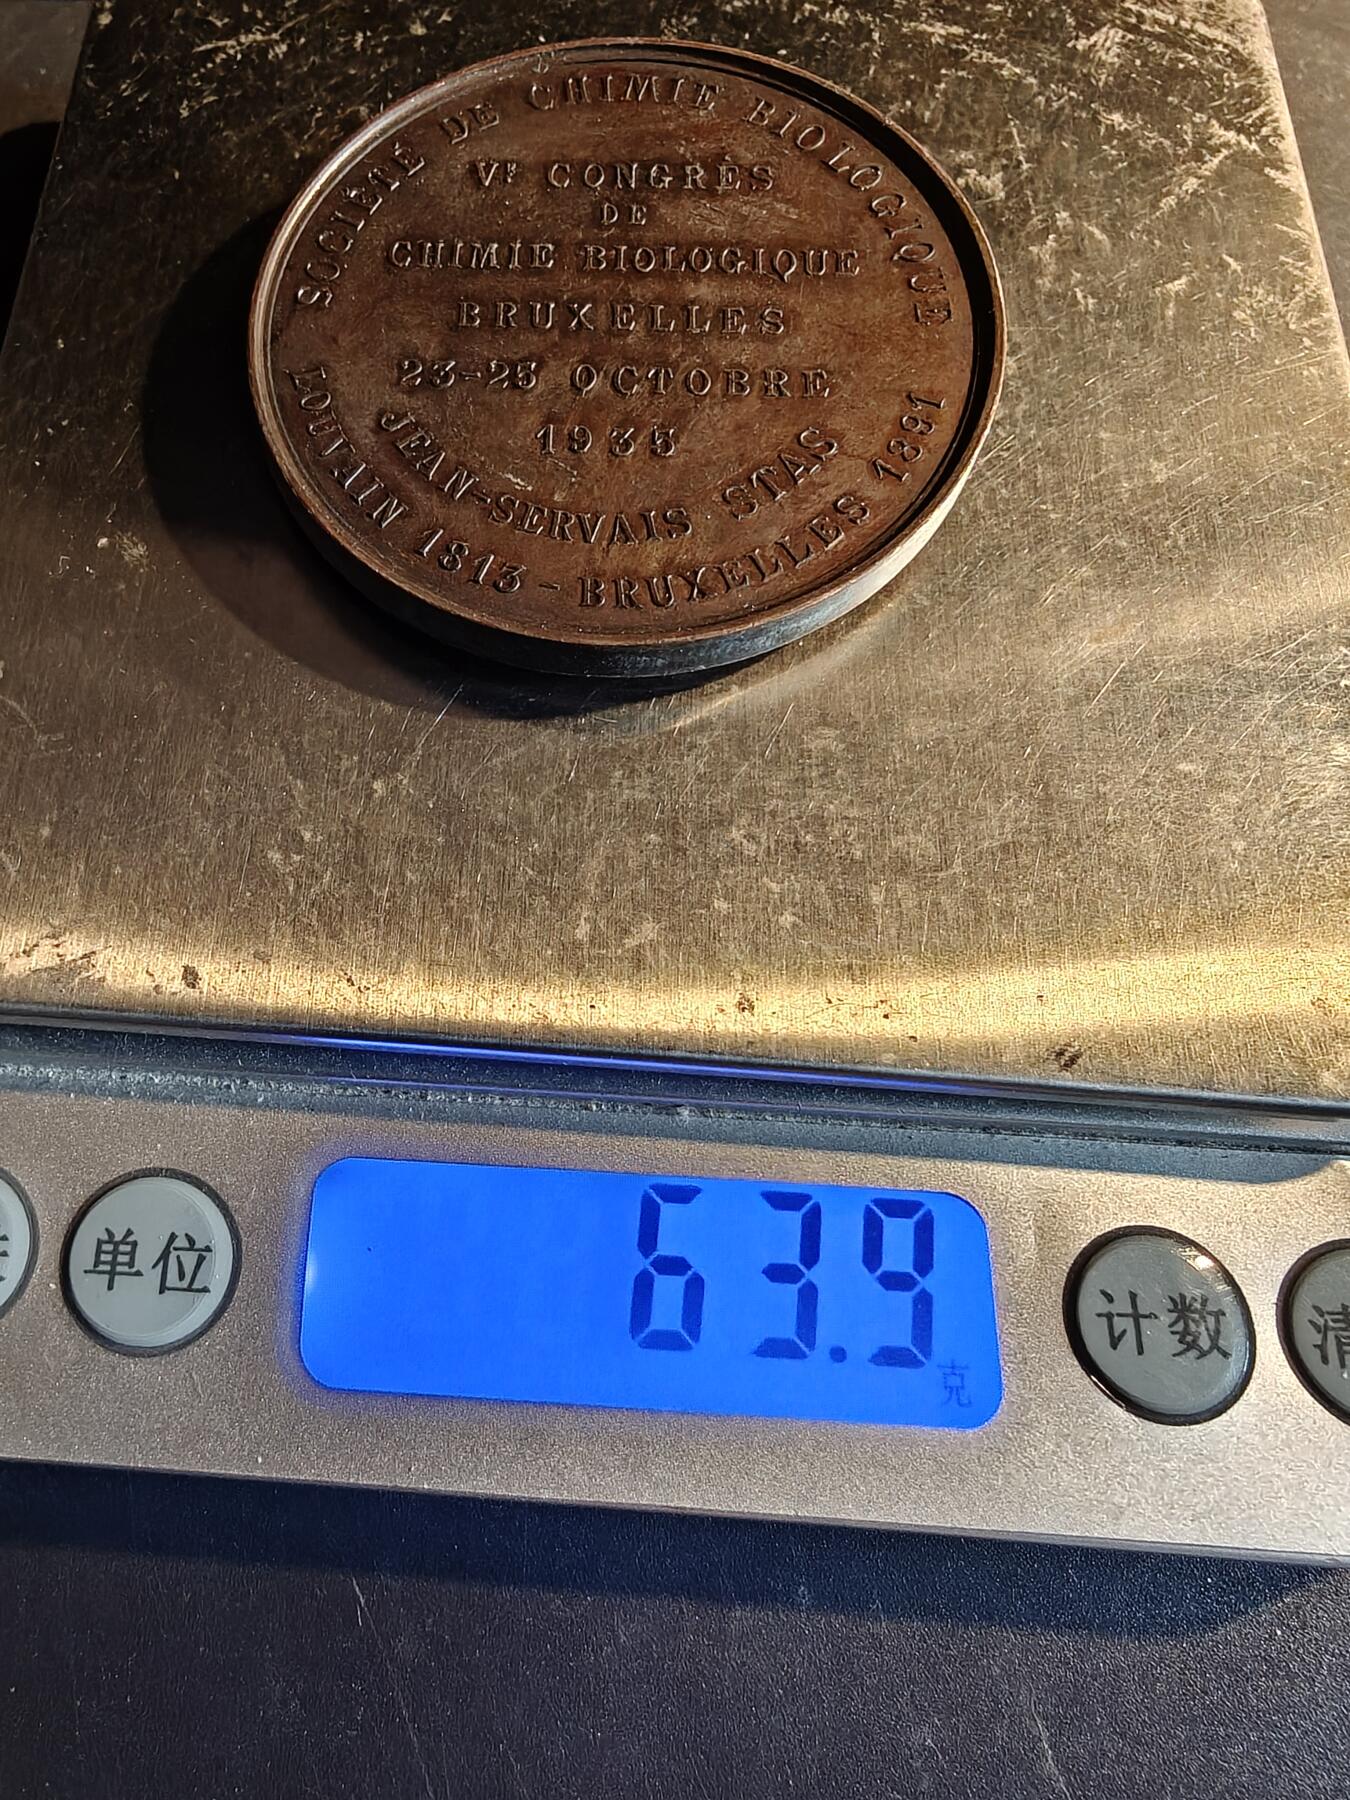 SOCIÉTÉ DE CHIMIE BIOLOGIQUE
VE CONGRÈS
DE
CHIMIE BIOLOGIQUE
BRUXELLES
23-25 OCTOBRE
1935
JEAN-SERVAIS STAS
LOUVAIN 1813 - BRUXELLES 1891
单位
63.9
克
计数
清